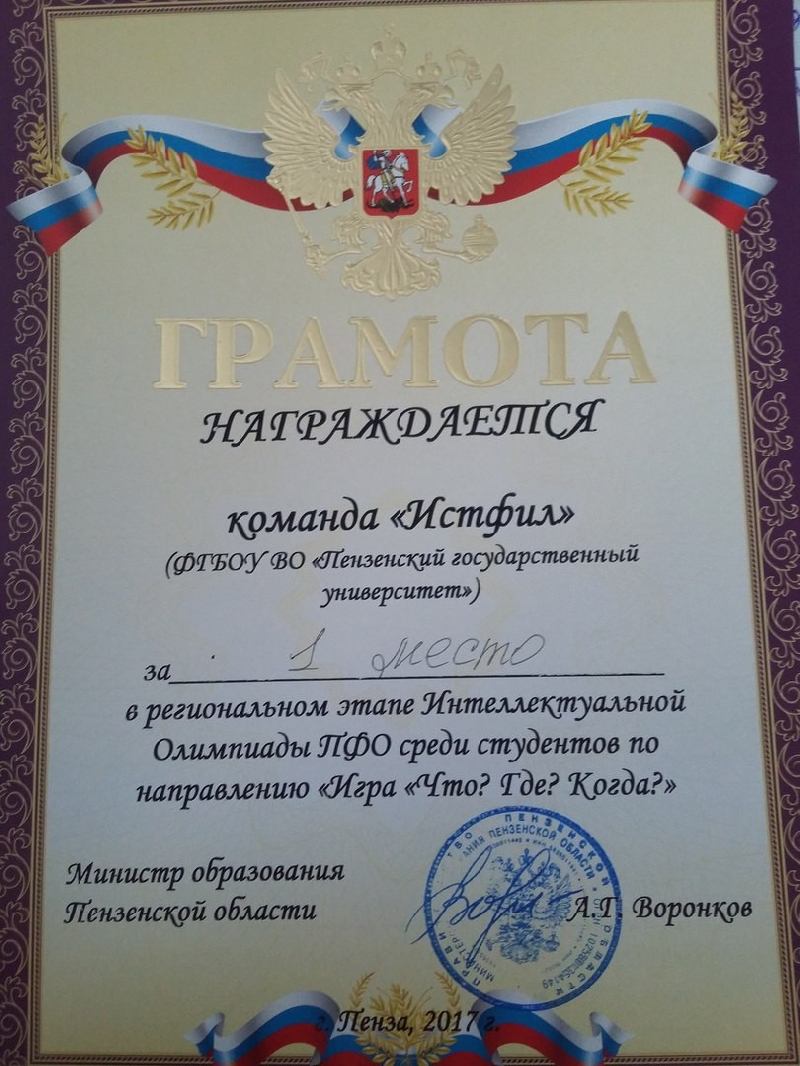 ГРАМОТА
НАГРАЖДАЕТСЯ
команда «Истфил»
(ФГБОУ ВО «Пензенский государственный
университет»)
за 1 место
в региональном этапе Интеллектуальной
Олимпиады ПФО среди студентов по
направлению «Игра «Что? Где? Когда?»
Министр образования
Пензенской области
А.Г. Воронков
г. Пенза, 2017 г.